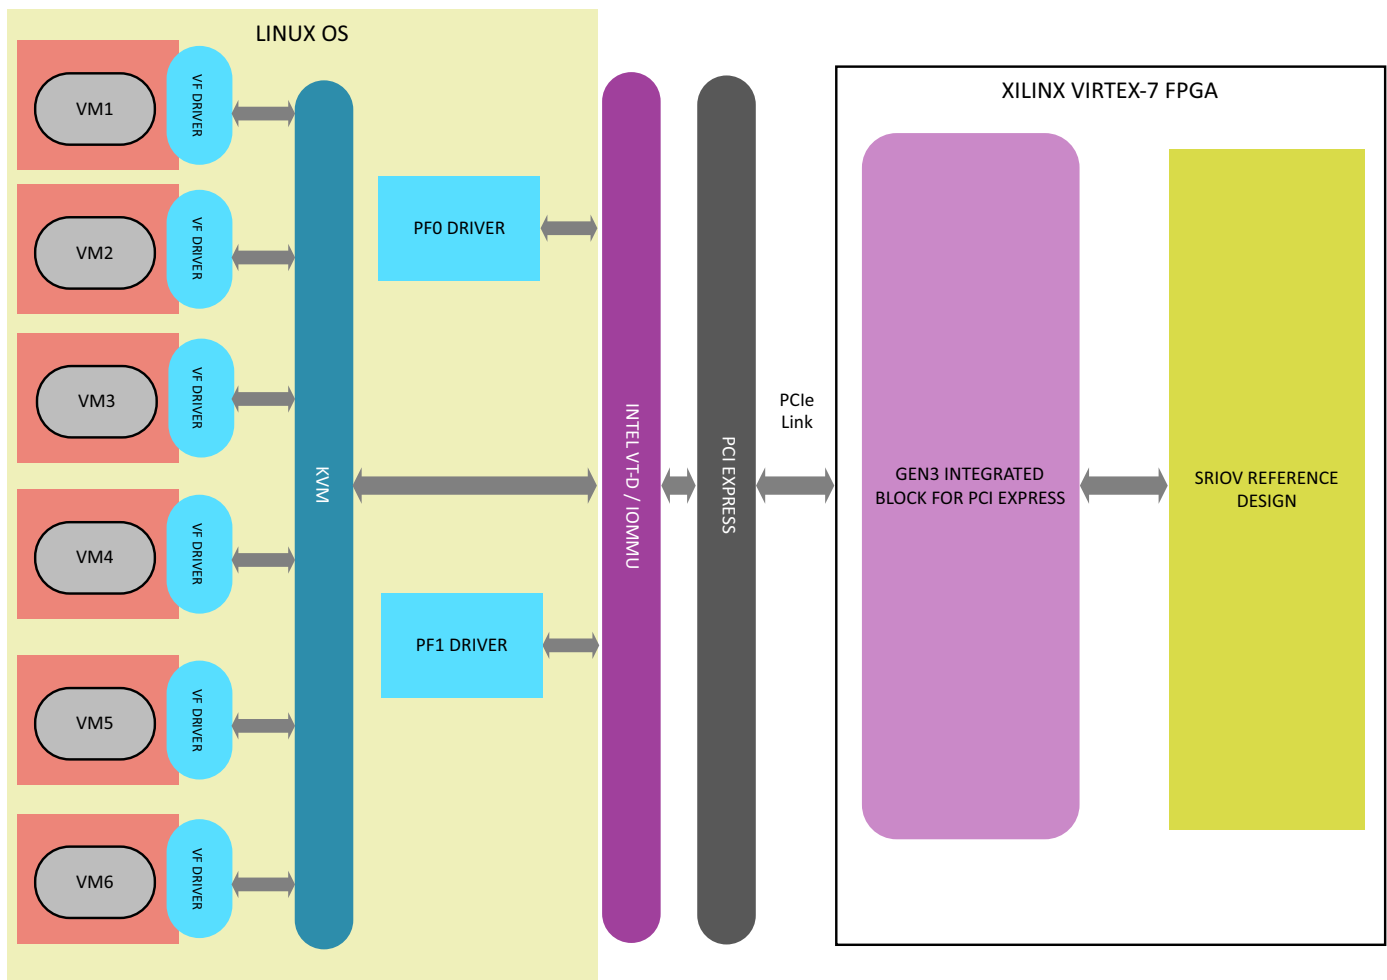 LINUX OS
VM1
VF DRIVER
VM2
VF DRIVER
VM3
VF DRIVER
VM4
VF DRIVER
VM5
VF DRIVER
VM6
VF DRIVER
KVM
PF0 DRIVER
PF1 DRIVER
INTEL VT-D / IOMMU
PCI EXPRESS
PCIe
Link
XILINX VIRTEX-7 FPGA
GEN3 INTEGRATED
BLOCK FOR PCI EXPRESS
SRIOV REFERENCE
DESIGN